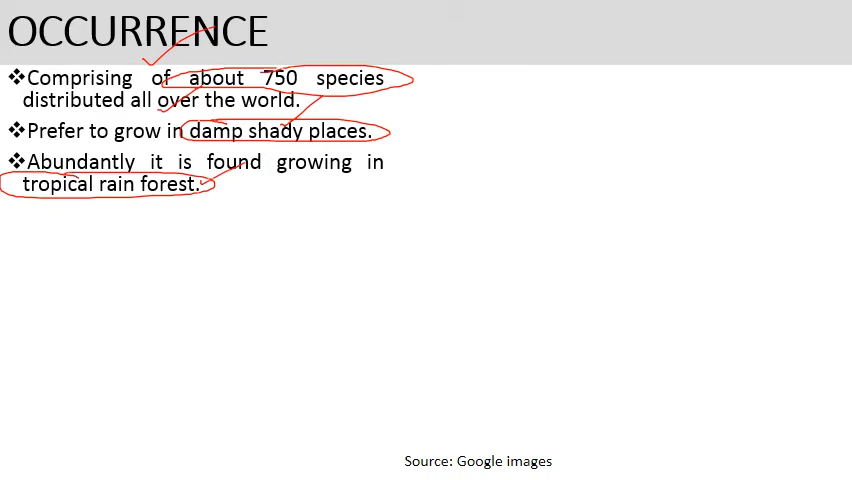 OCCURRENCE
❖Comprising of about 750 species
distributed all over the world.
❖Prefer to grow in damp shady places.
❖Abundantly it is found growing in
tropical rain forest.
Source: Google images